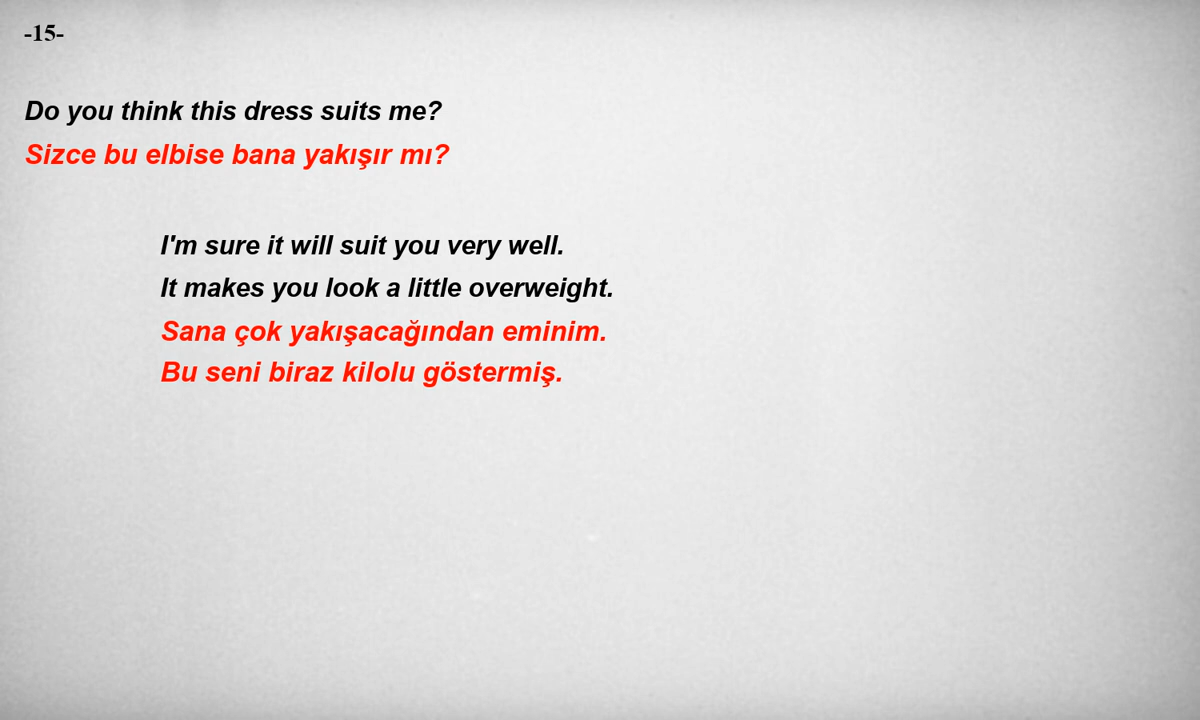 -15-
Do you think this dress suits me?
Sizce bu elbise bana yakışır mı?
I'm sure it will suit you very well.
It makes you look a little overweight.
Sana çok yakışacağından eminim.
Bu seni biraz kilolu göstermiş.